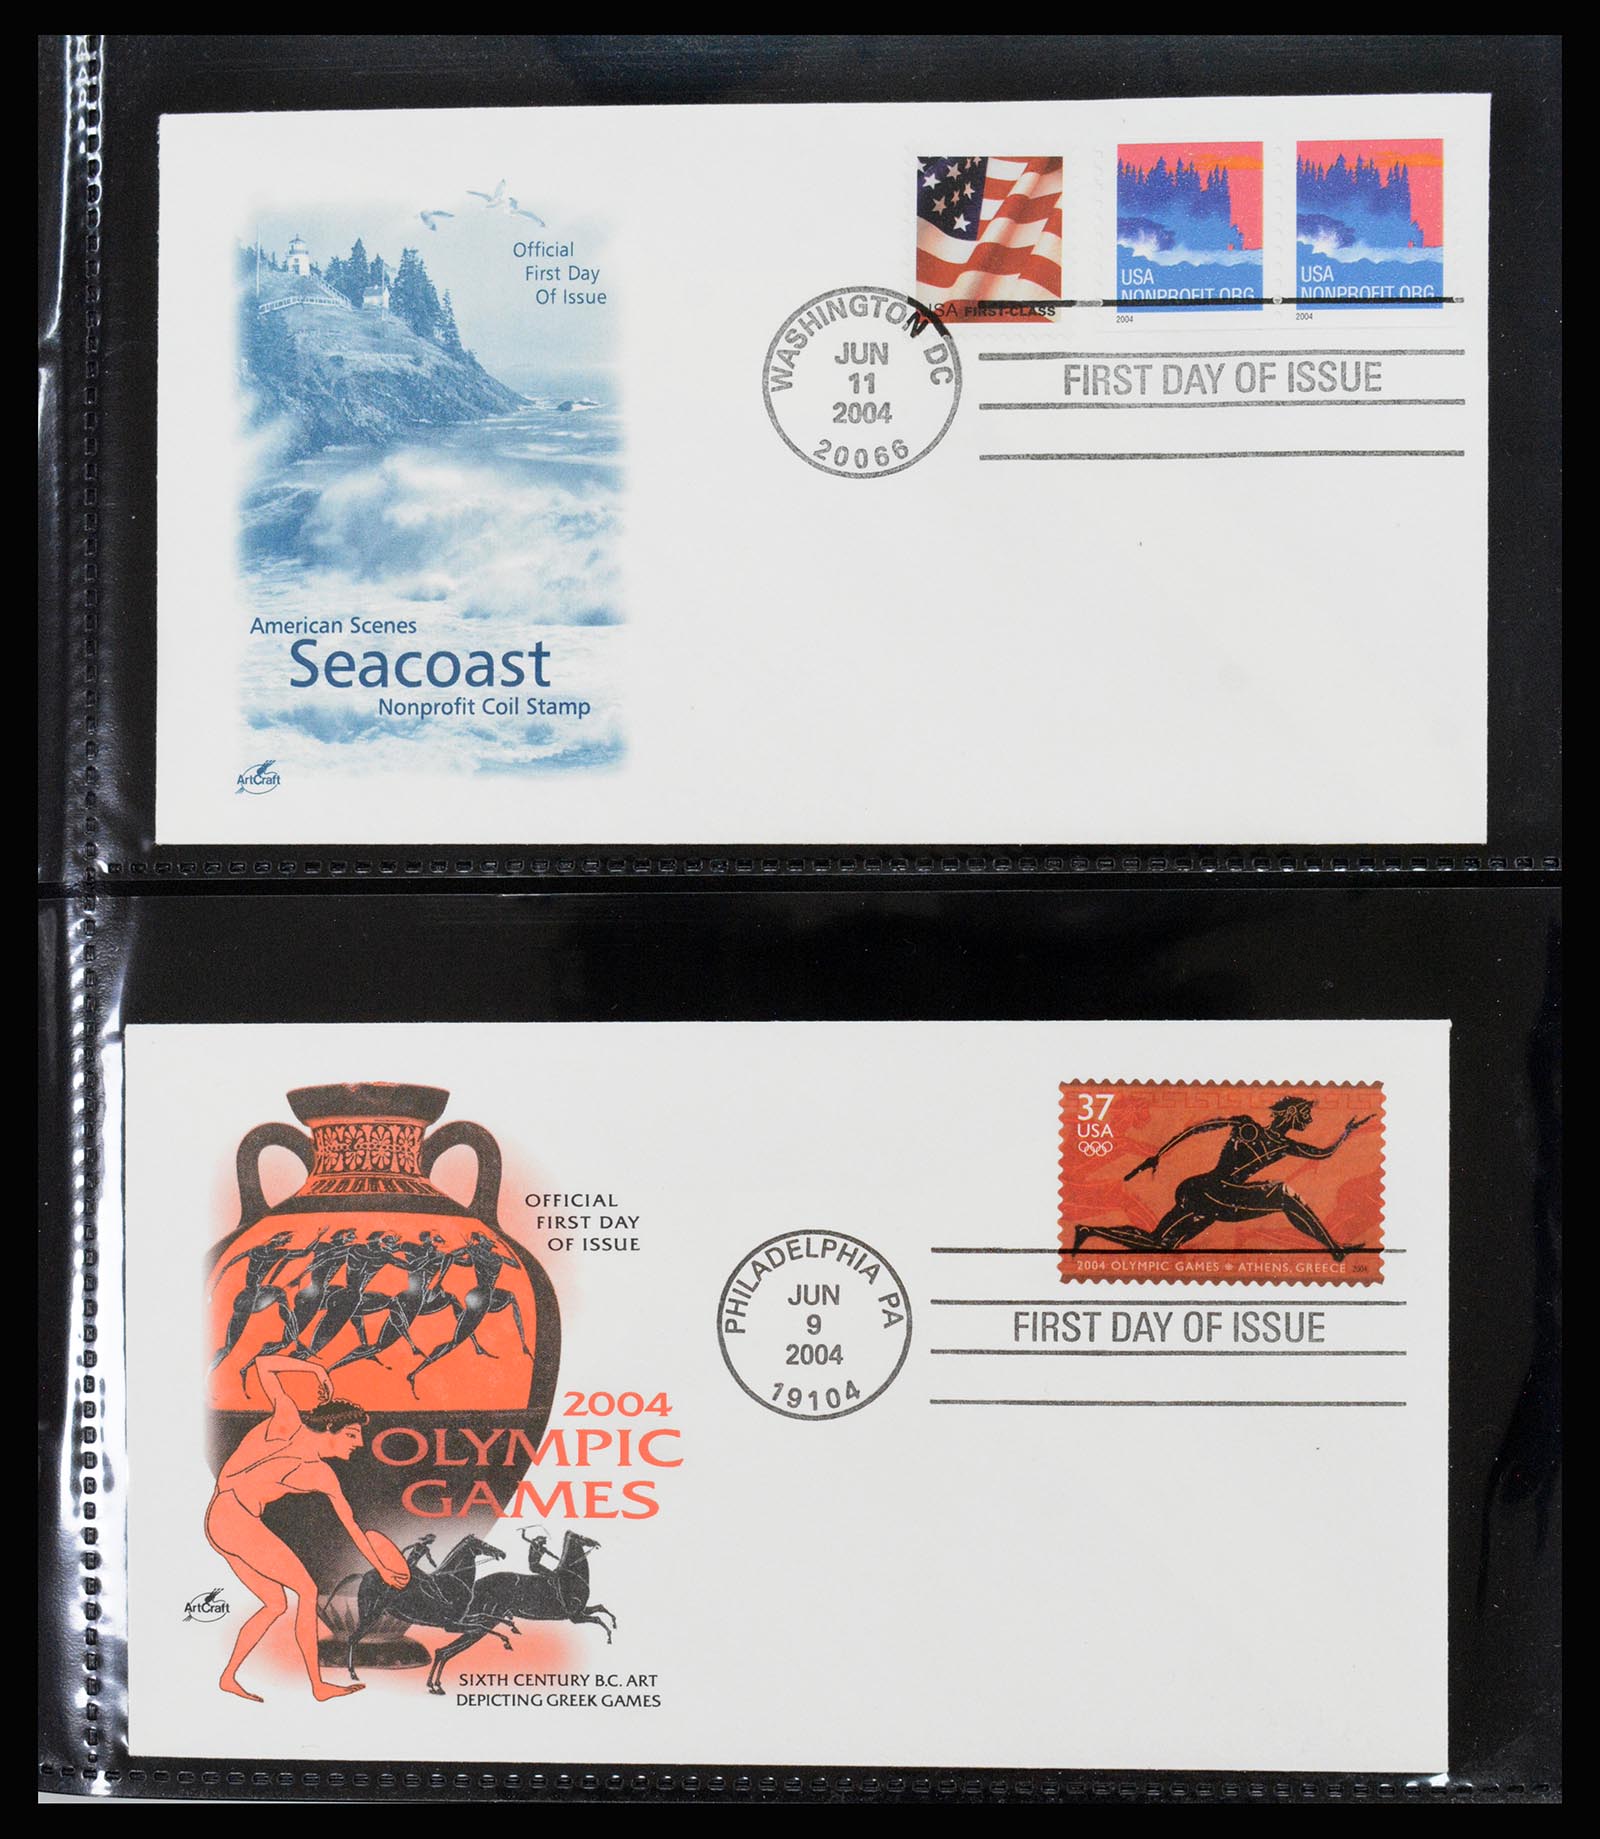 Official
First Day
Of Issue
American Scenes
Seacoast
Nonprofit Coil Stamp
ArtCraft
USA FIRST-CLASS
USA
NONPROFIT.ORG
2004
USA
NONPROFIT.ORG
2004
WASHINGTON DC
JUN
11
2004
20066
FIRST DAY OF ISSUE
OFFICIAL
FIRST DAY
OF ISSUE
2004
OLYMPIC
GAMES
ArtCraft
SIXTH CENTURY B.C. ART
DEPICTING GREEK GAMES
37
USA
2004 OLYMPIC GAMES ATHENS, GREECE 2004
PHILADELPHIA PA
JUN
9
2004
19104
FIRST DAY OF ISSUE